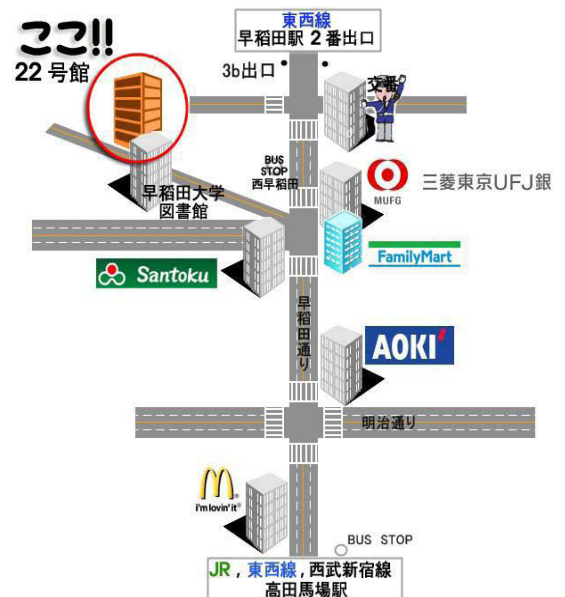 東西線
早稲田駅 2 番出口
ここ!!
22 号館
3b出口
交番
BUS
STOP
西早稲田
MUFG
三菱東京UFJ銀
早稲田大学
図書館
Santoku
FamilyMart
早稲田通り
AOKI'
明治通り
i'm lovin' it®
BUS STOP
JR , 東西線 , 西武新宿線
高田馬場駅